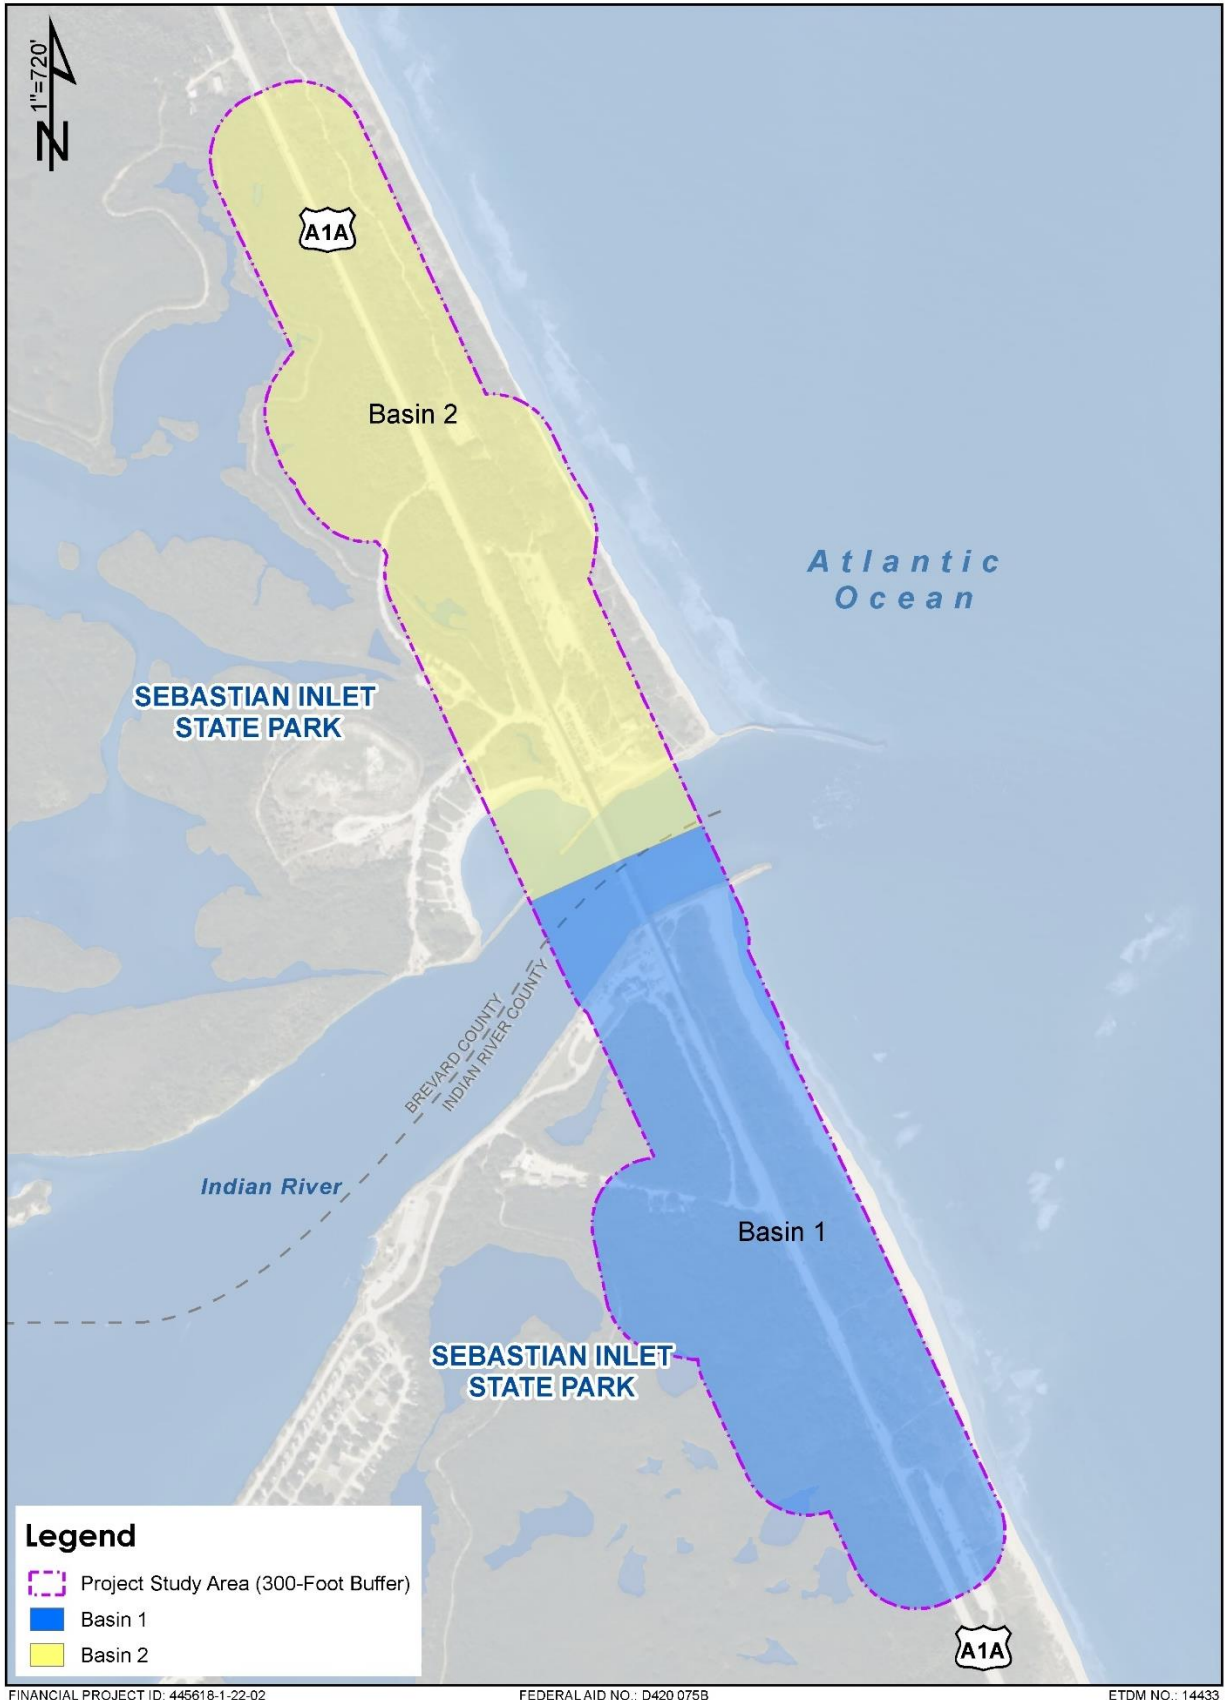 1"=720'
N
A1A
Basin 2
Atlantic
Ocean
SEBASTIAN INLET
STATE PARK
BREVARD COUNTY
INDIAN RIVER COUNTY
Indian River
Basin 1
SEBASTIAN INLET
STATE PARK
Legend
Project Study Area (300-Foot Buffer)
Basin 1
Basin 2
A1A
FINANCIAL PROJECT ID: 445618-1-22-02 FEDERAL AID NO.: D420 075B ETDM NO.: 14433